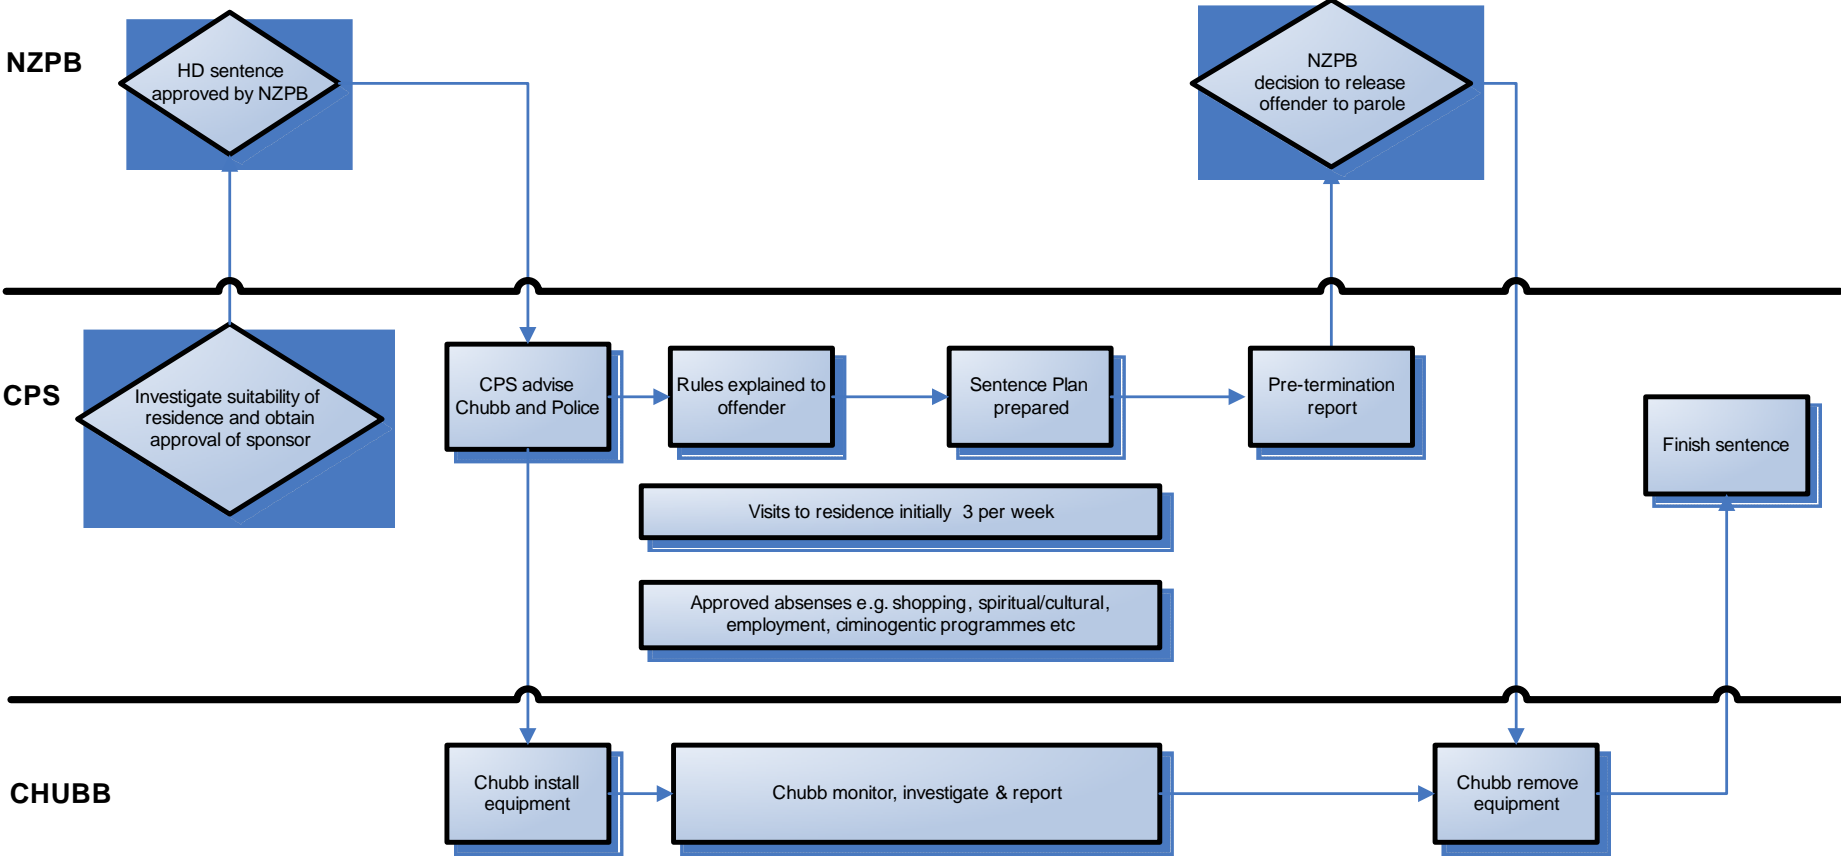 NZPB
HD sentence
approved by NZPB
NZPB
decision to release
offender to parole
CPS
Investigate suitability of
residence and obtain
approval of sponsor
CPS advise
Chubb and Police
Rules explained to
offender
Sentence Plan
prepared
Pre-termination
report
Finish sentence
Visits to residence initially 3 per week
Approved absenses e.g. shopping, spiritual/cultural,
employment, ciminogentic programmes etc
CHUBB
Chubb install
equipment
Chubb monitor, investigate & report
Chubb remove
equipment